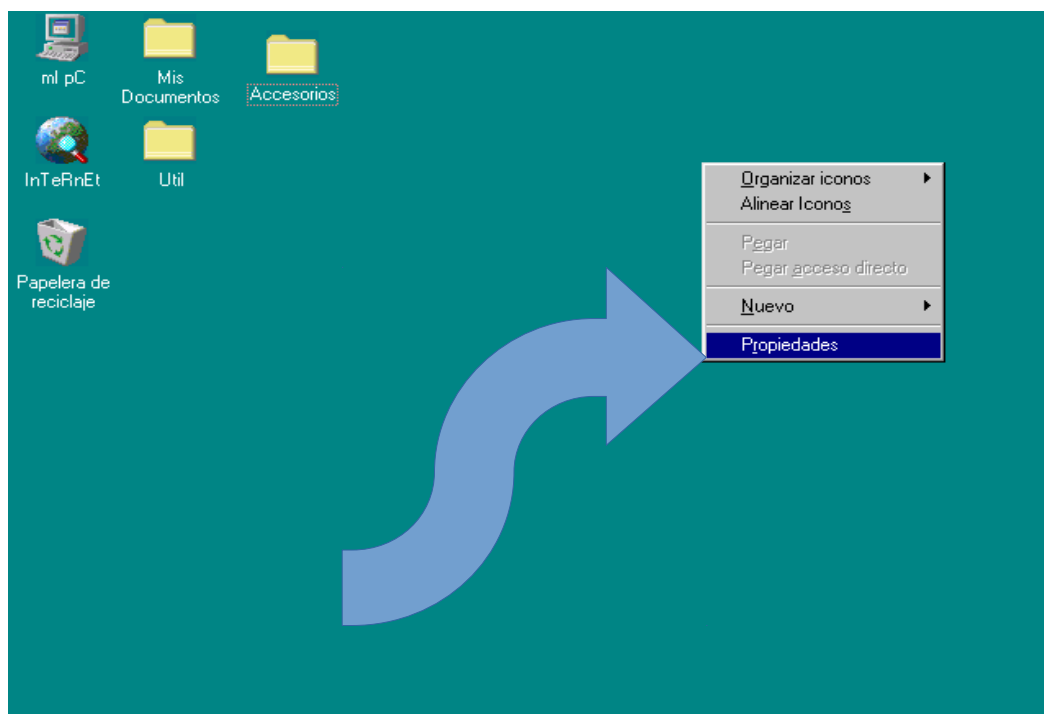 mI pC
Mis
Documentos
Accesorios
InTeRnEt
Util
Papelera de
reciclaje
Organizar iconos
Alinear Iconos
Pegar
Pegar acceso directo
Nuevo
Propiedades